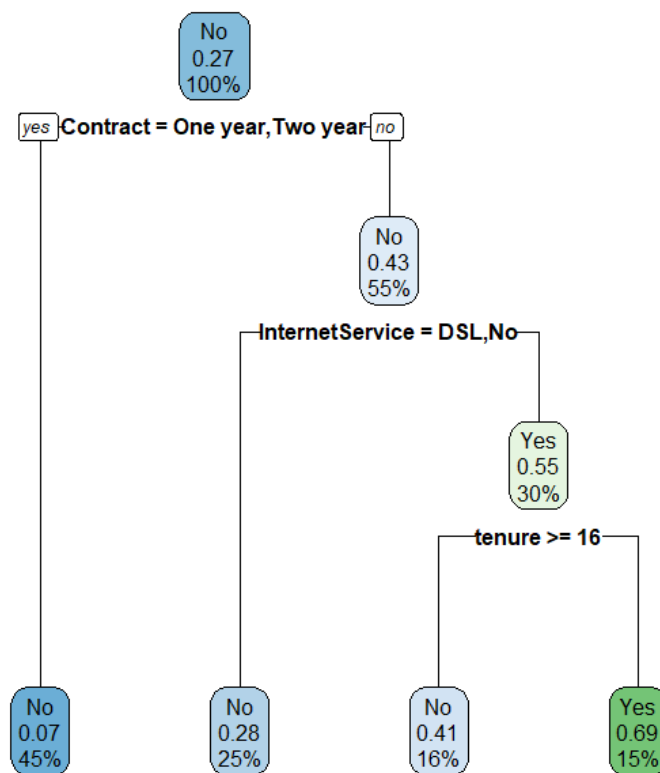 No
0.27
100%
yes Contract = One year,Two year no
No
0.43
55%
InternetService = DSL,No
Yes
0.55
30%
tenure >= 16
No
0.07
45%
No
0.28
25%
No
0.41
16%
Yes
0.69
15%